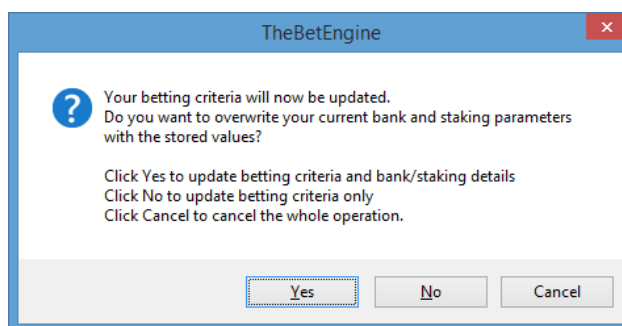 TheBetEngine
Your betting criteria will now be updated.
Do you want to overwrite your current bank and staking parameters
with the stored values?
Click Yes to update betting criteria and bank/staking details
Click No to update betting criteria only
Click Cancel to cancel the whole operation.
Yes No Cancel